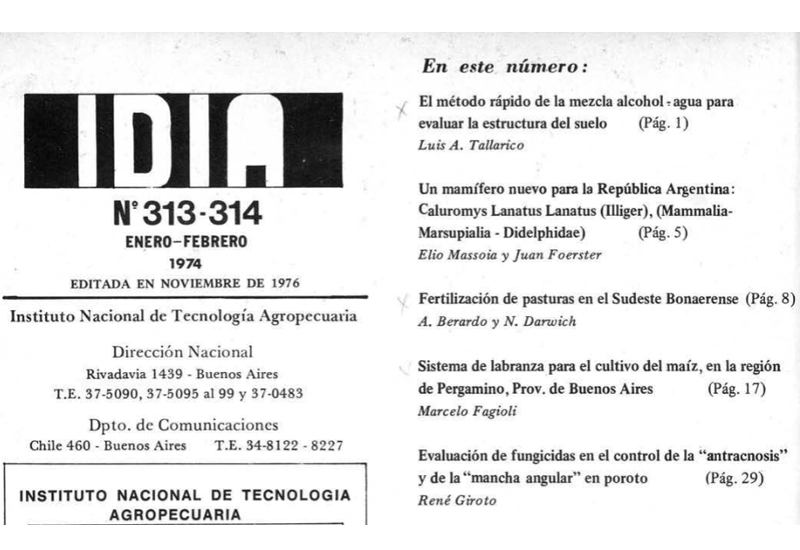 IDIA
Nº 313-314
ENERO-FEBRERO
1974
EDITADA EN NOVIEMBRE DE 1976
Instituto Nacional de Tecnología Agropecuaria
Dirección Nacional
Rivadavia 1439 - Buenos Aires
T.E. 37-5090, 37-5095 al 99 y 37-0483
Dpto. de Comunicaciones
Chile 460 - Buenos Aires T.E. 34-8122 - 8227
INSTITUTO NACIONAL DE TECNOLOGIA
AGROPECUARIA
En este número:
El método rápido de la mezcla alcohol-agua para
evaluar la estructura del suelo (Pág. 1)
Luis A. Tallarico
Un mamífero nuevo para la República Argentina:
Caluromys Lanatus Lanatus (Illiger), (Mammalia-
Marsupialia - Didelphidae) (Pág. 5)
Elio Massoia y Juan Foerster
Fertilización de pasturas en el Sudeste Bonaerense (Pág. 8)
A. Berardo y N. Darwich
Sistema de labranza para el cultivo del maíz, en la región
de Pergamino, Prov. de Buenos Aires (Pág. 17)
Marcelo Fagioli
Evaluación de fungicidas en el control de la "antracnosis"
y de la "mancha angular" en poroto (Pág. 29)
René Giroto